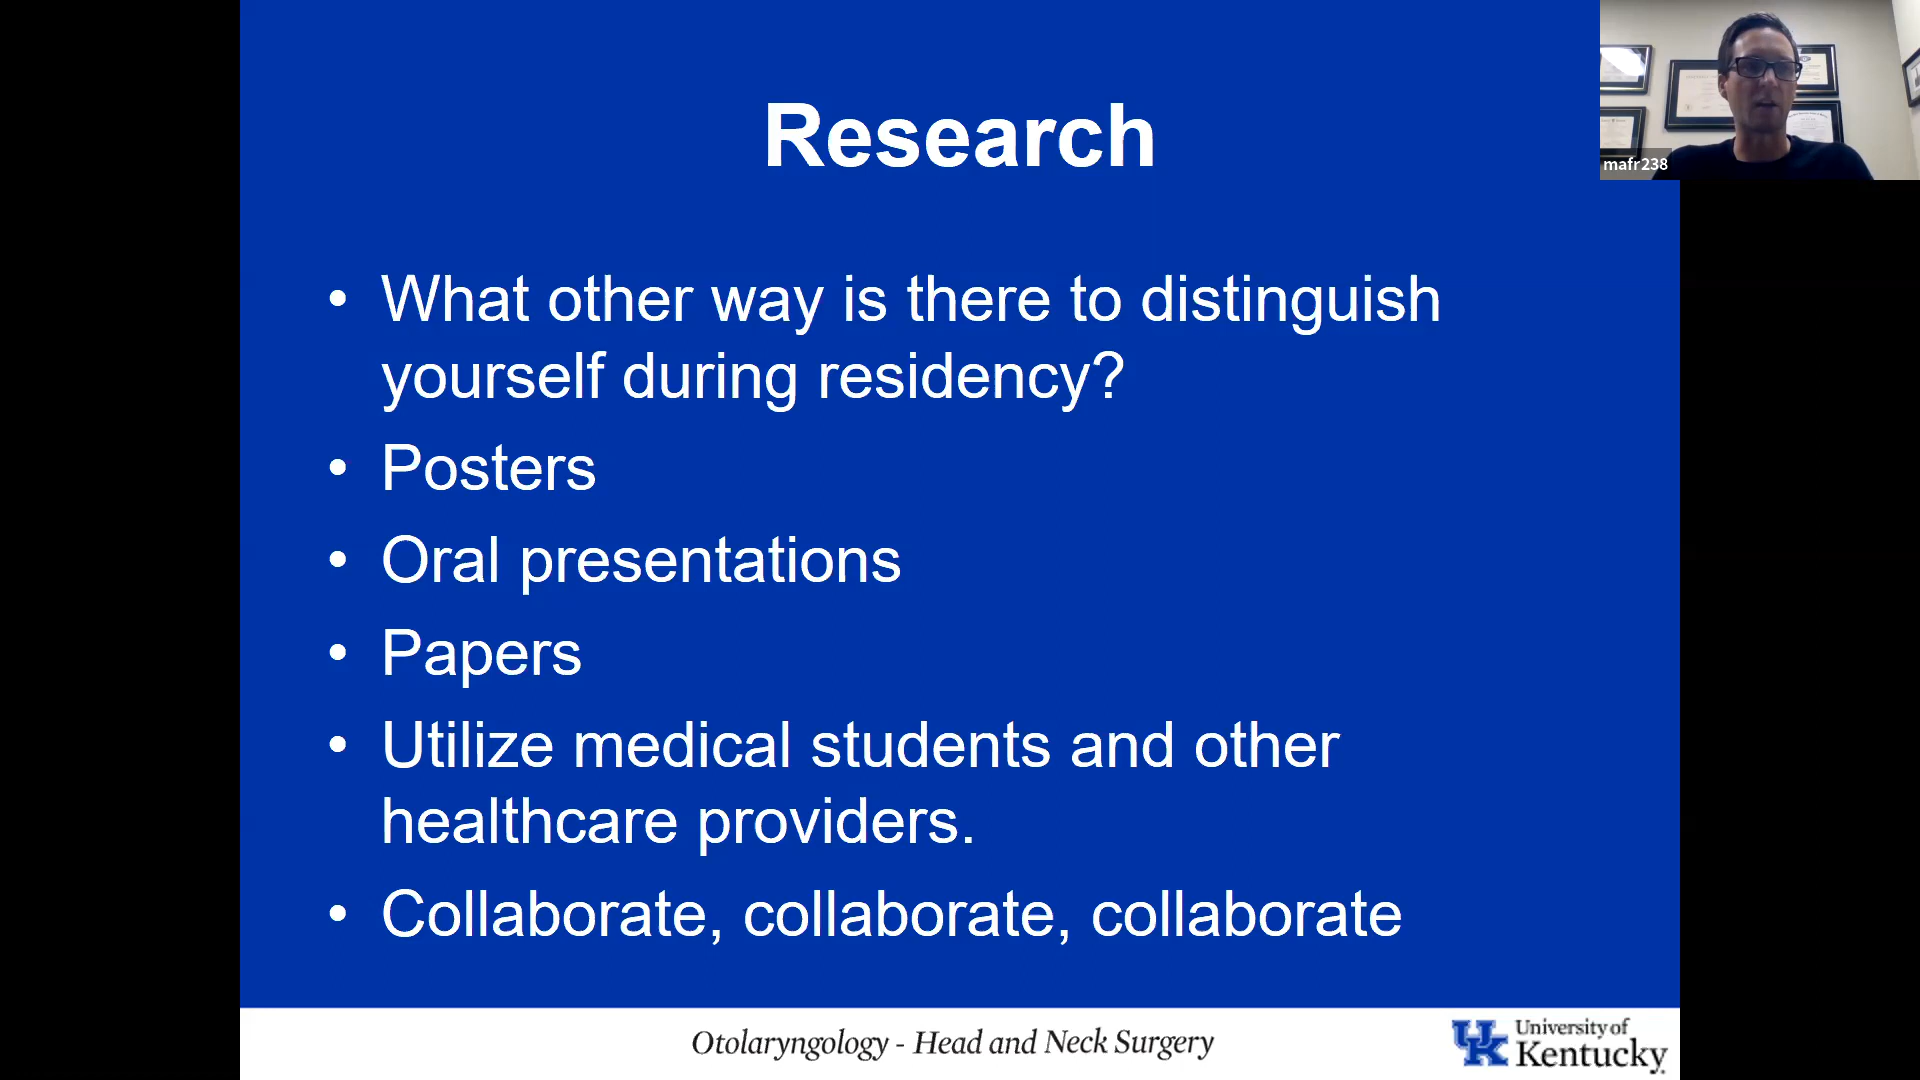 Research
mafr238
• What other way is there to distinguish
yourself during residency?
• Posters
• Oral presentations
• Papers
• Utilize medical students and other
healthcare providers.
• Collaborate, collaborate, collaborate
Otolaryngology - Head and Neck Surgery
UK
University of
Kentucky